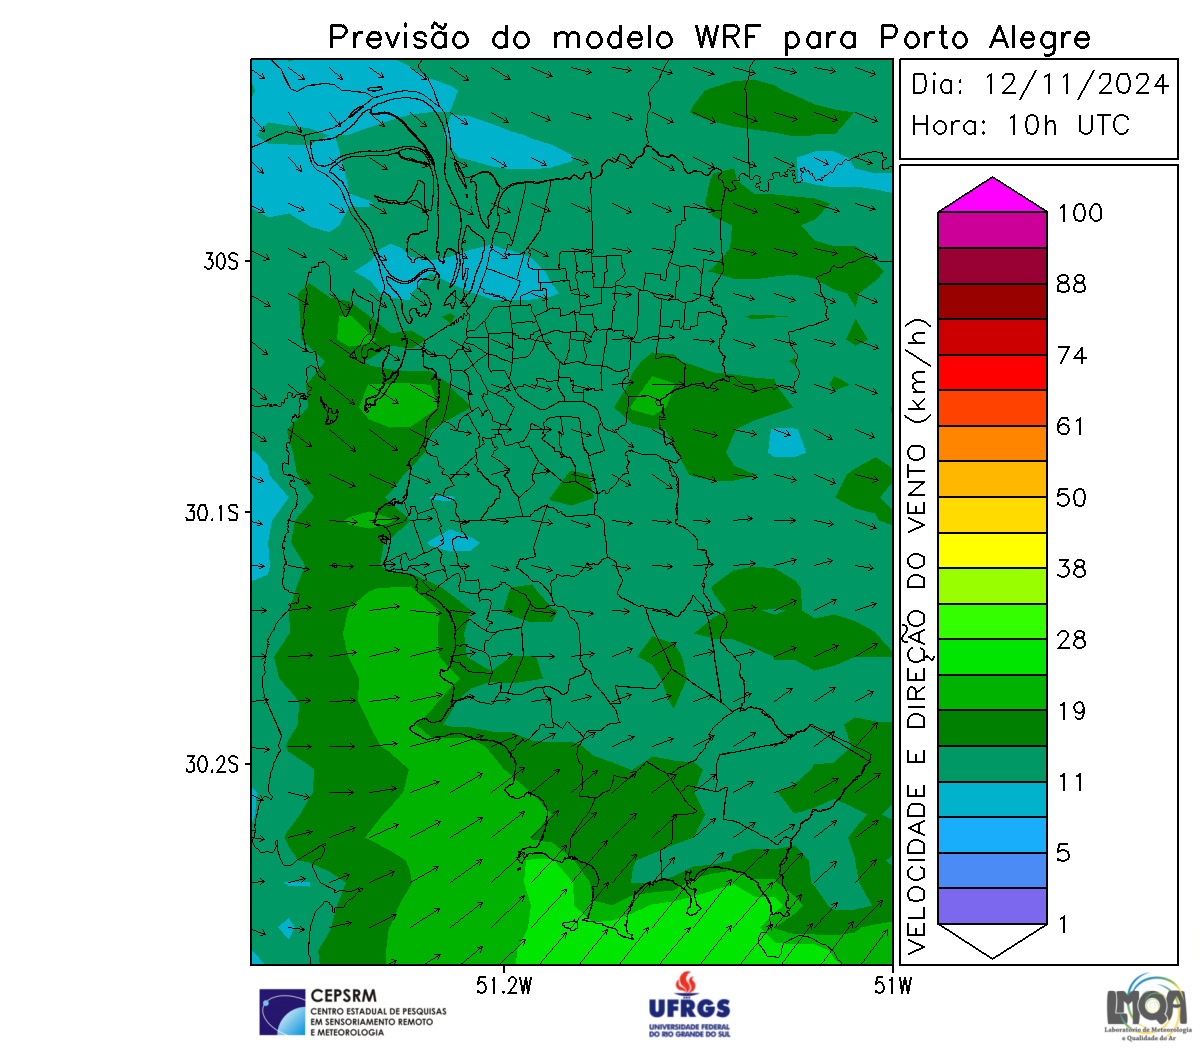 Previsão do modelo WRF para Porto Alegre
Dia: 12/11/2024
Hora: 10h UTC
30S
30.1S
30.2S
51.2W
51W
VELOCIDADE E DIREÇÃO DO VENTO (km/h)
100
88
74
61
50
38
28
19
11
5
1
CEPSRM
CENTRO ESTADUAL DE PESQUISAS
EM SENSORIAMENTO REMOTO
E METEOROLOGIA
UFRGS
UNIVERSIDADE FEDERAL
DO RIO GRANDE DO SUL
LMQA
Laboratório de Meteorologia
e Qualidade do Ar